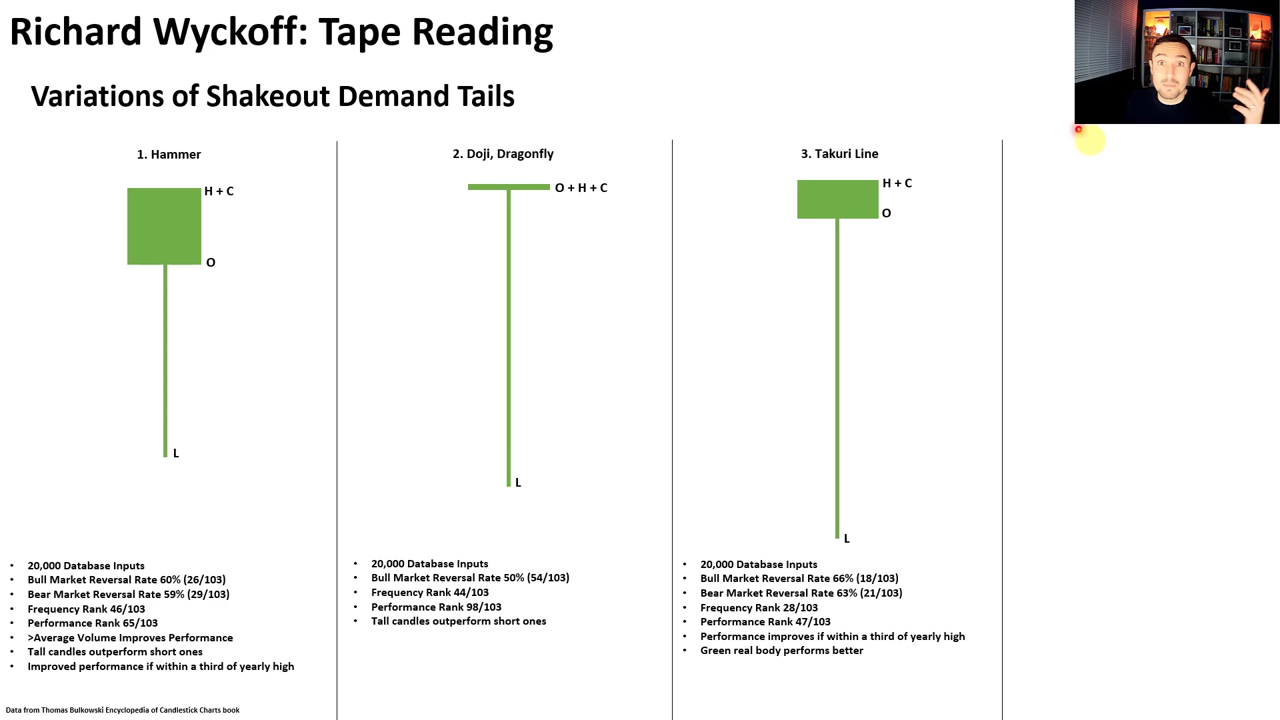 Richard Wyckoff: Tape Reading
Variations of Shakeout Demand Tails
1. Hammer
H + C
O
L
• 20,000 Database Inputs
• Bull Market Reversal Rate 60% (26/103)
• Bear Market Reversal Rate 59% (29/103)
• Frequency Rank 46/103
• Performance Rank 65/103
• >Average Volume Improves Performance
• Tall candles outperform short ones
• Improved performance if within a third of yearly high
2. Doji, Dragonfly
O + H + C
L
• 20,000 Database Inputs
• Bull Market Reversal Rate 50% (54/103)
• Frequency Rank 44/103
• Performance Rank 98/103
• Tall candles outperform short ones
3. Takuri Line
H + C
O
L
• 20,000 Database Inputs
• Bull Market Reversal Rate 66% (18/103)
• Bear Market Reversal Rate 63% (21/103)
• Frequency Rank 28/103
• Performance Rank 47/103
• Performance improves if within a third of yearly high
• Green real body performs better
Data from Thomas Bulkowski Encyclopedia of Candlestick Charts book